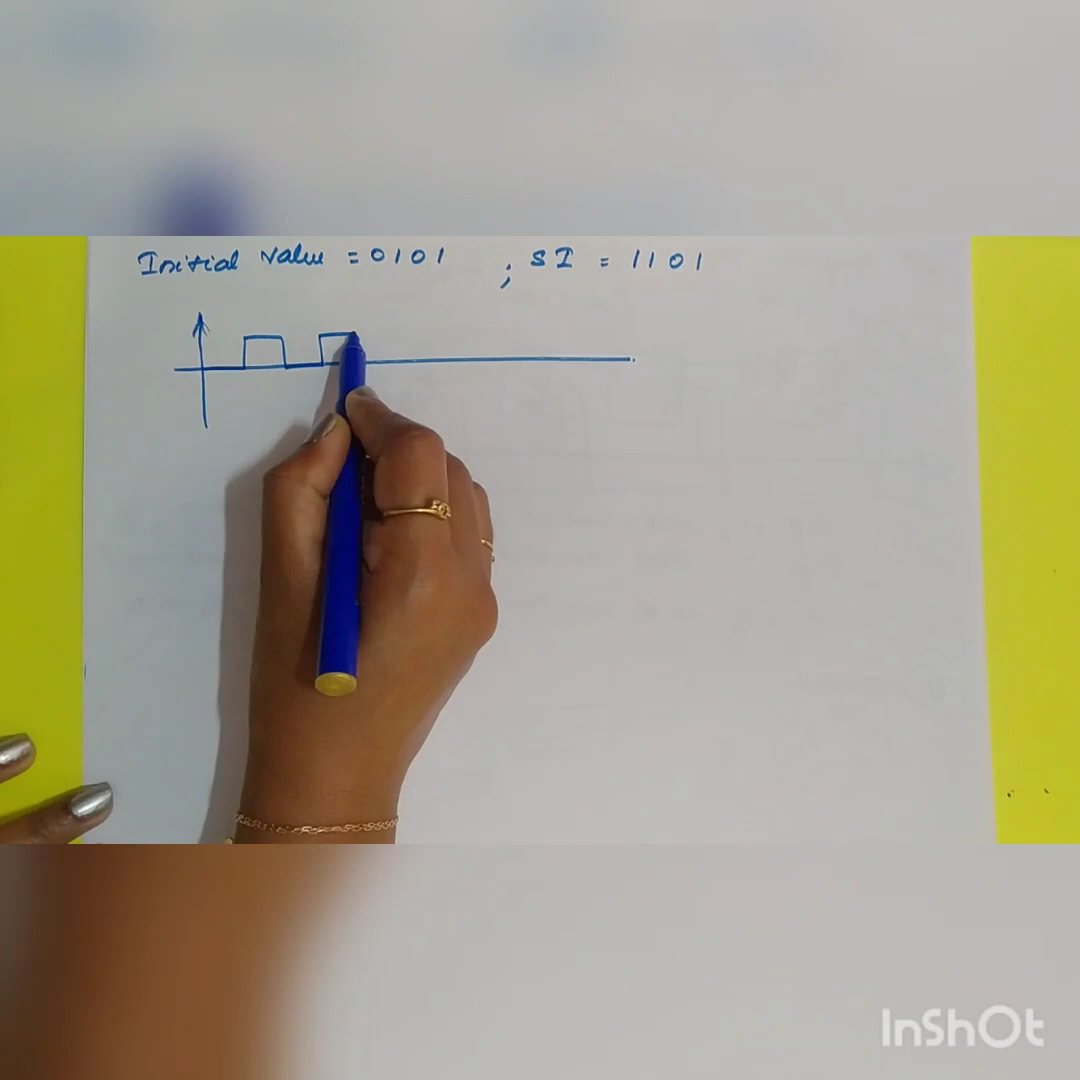 Initial value = 0101 ; SI = 1101
InShOt